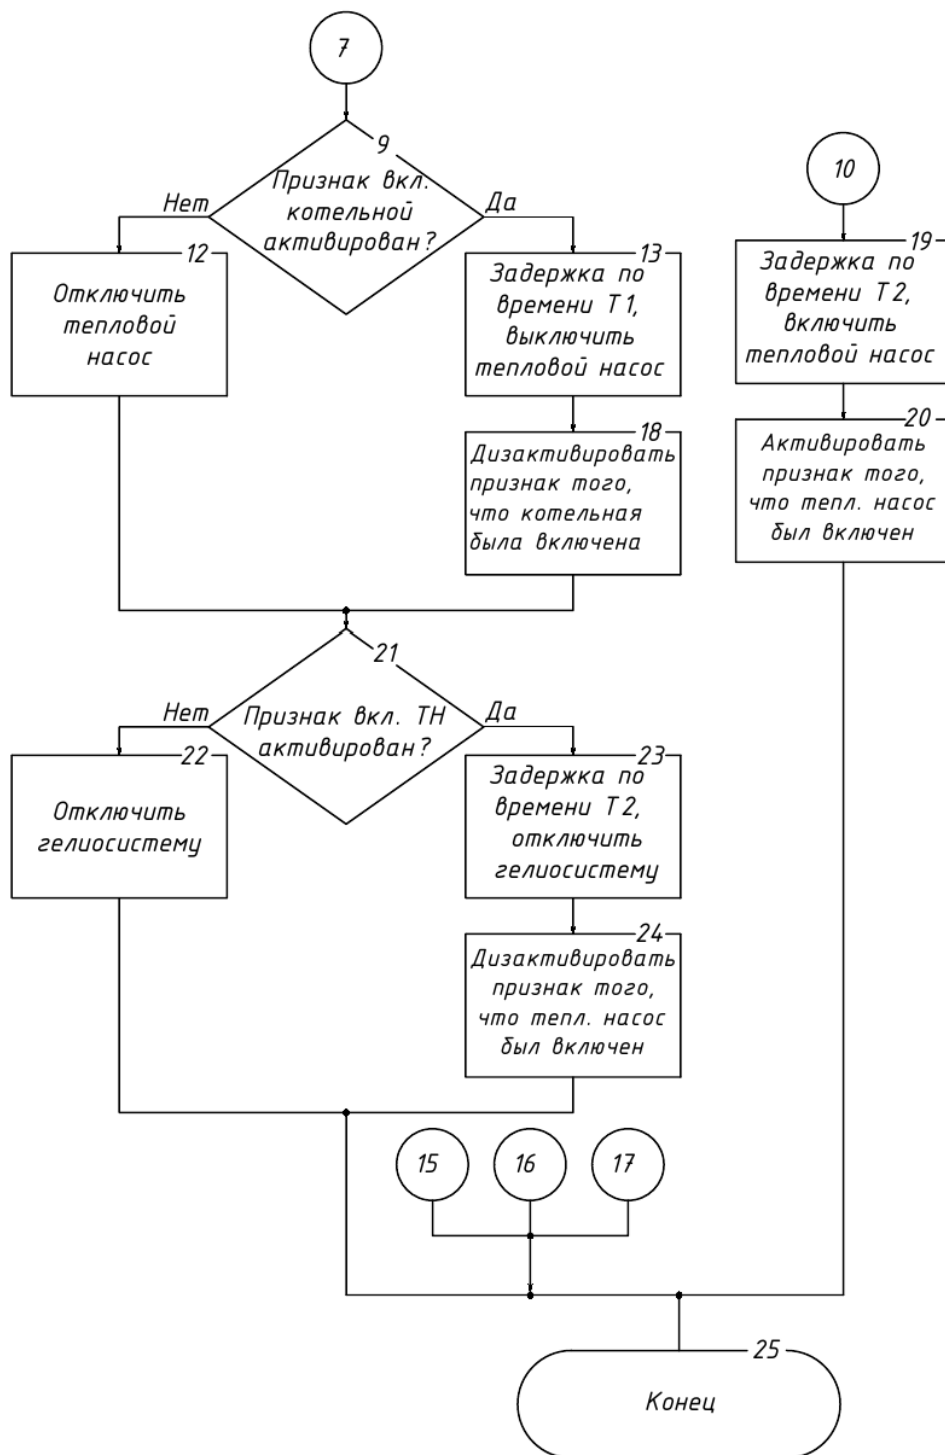 7
9
Признак вкл.
котельной
активирован?
Нет
Да
12
Отключить
тепловой
насос
13
Задержка по
времени Т1,
выключить
тепловой насос
18
Дизактивировать
признак того,
что котельная
была включена
10
19
Задержка по
времени Т2,
включить
тепловой насос
20
Активировать
признак того,
что тепл. насос
был включен
21
Признак вкл. ТН
активирован?
Нет
Да
22
Отключить
гелиосистему
23
Задержка по
времени Т2,
отключить
гелиосистему
24
Дизактивировать
признак того,
что тепл. насос
был включен
15
16
17
25
Конец